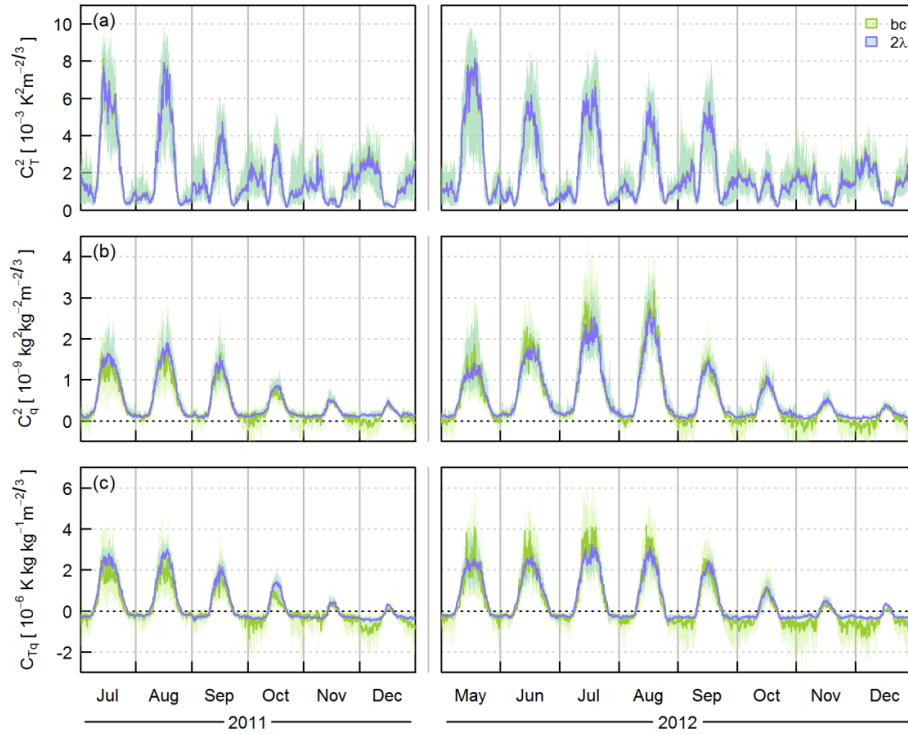 (a)
bc
2λ
10
8
6
4
2
0
C²T [ 10⁻³ K²m⁻²/³ ]
(b)
4
3
2
1
0
C²q [ 10⁻⁹ kg²kg⁻²m⁻²/³ ]
(c)
6
4
2
0
-2
CTq [ 10⁻⁶ K kg kg⁻¹m⁻²/³ ]
Jul Aug Sep Oct Nov Dec May Jun Jul Aug Sep Oct Nov Dec
2011 2012